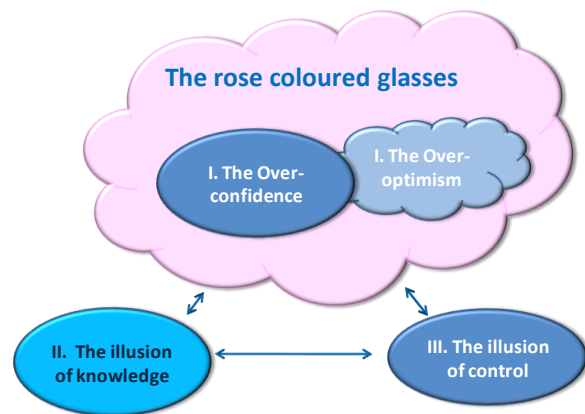 The rose coloured glasses
I. The Over-
confidence
I. The Over-
optimism
II. The illusion
of knowledge
III. The illusion
of control